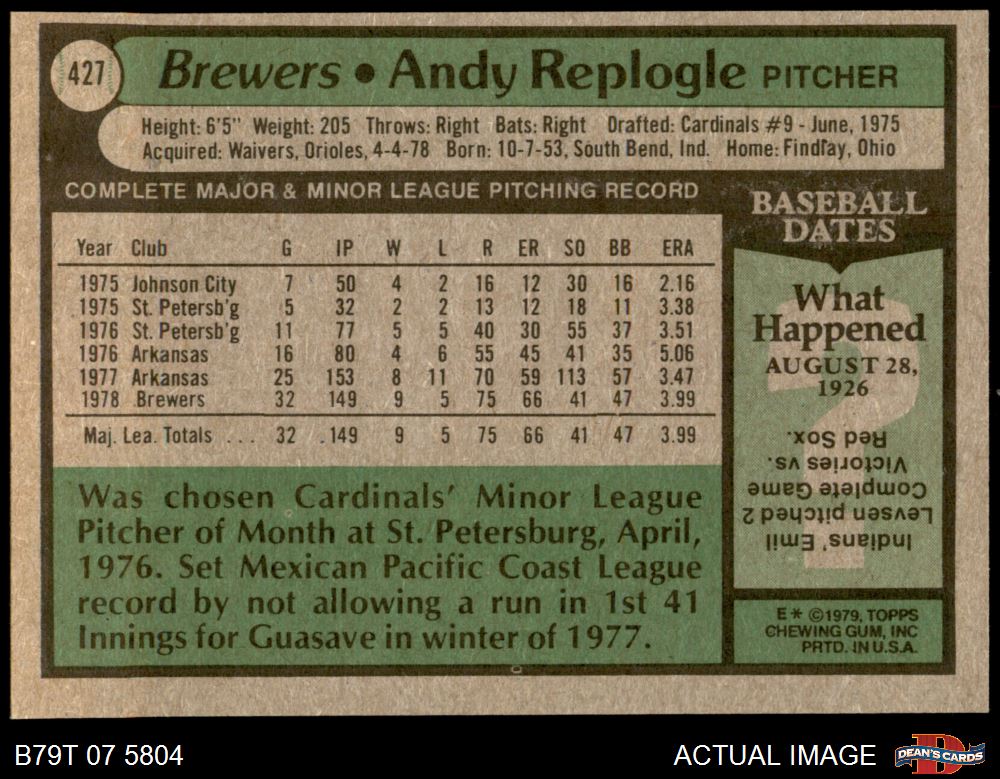 427
Brewers • Andy Replogle PITCHER
Height: 6'5" Weight: 205 Throws: Right Bats: Right Drafted: Cardinals #9 - June, 1975
Acquired: Waivers, Orioles, 4-4-78 Born: 10-7-53, South Bend, Ind. Home: Findlay, Ohio
COMPLETE MAJOR & MINOR LEAGUE PITCHING RECORD
Year Club G IP W L R ER SO BB ERA
1975 Johnson City 7 50 4 2 16 12 30 16 2.16
1975 St. Petersb'g 5 32 2 2 13 12 18 11 3.38
1976 St. Petersb'g 11 77 5 5 40 30 55 37 3.51
1976 Arkansas 16 80 4 6 55 45 41 35 5.06
1977 Arkansas 25 153 8 11 70 59 113 57 3.47
1978 Brewers 32 149 9 5 75 66 41 47 3.99
Maj. Lea. Totals ... 32 149 9 5 75 66 41 47 3.99
Was chosen Cardinals' Minor League
Pitcher of Month at St. Petersburg, April,
1976. Set Mexican Pacific Coast League
record by not allowing a run in 1st 41
Innings for Guasave in winter of 1977.
BASEBALL
DATES
What
Happened
AUGUST 28,
1926
Indians' Emil
Levsen pitched 2
Complete Game
Victories vs.
Red Sox.
E * ©1979, TOPPS
CHEWING GUM, INC
PRTD. IN U.S.A.
B79T 07 5804
ACTUAL IMAGE
D
DEAN'S CARDS